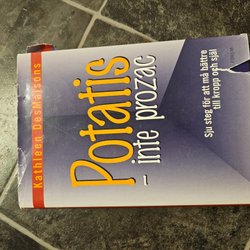 Kathleen DesMaisons
Potatis
– inte prozac
Sju steg för att må bättre
till kropp och själ